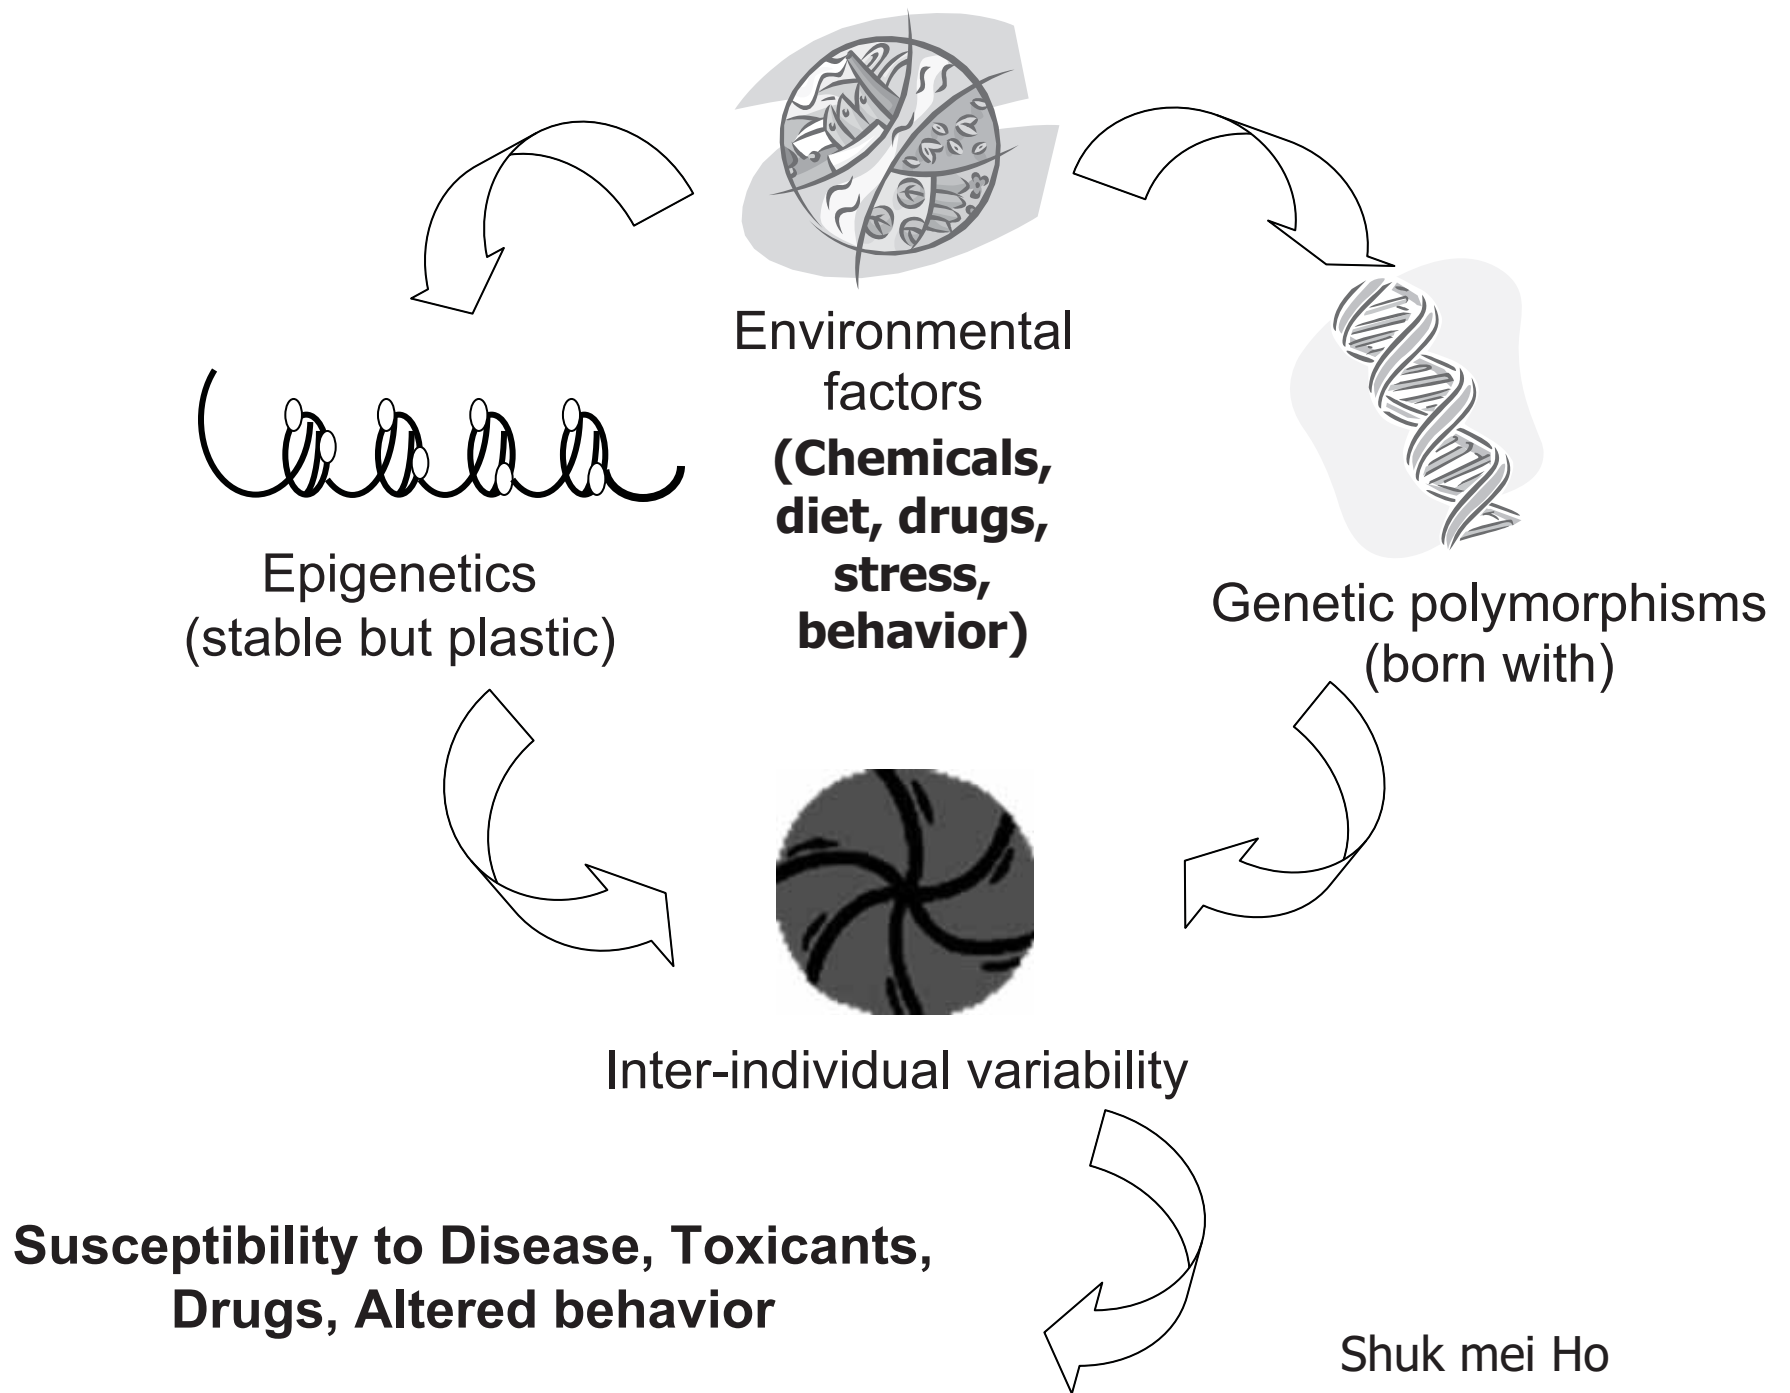 Environmental
factors
(Chemicals,
diet, drugs,
stress,
behavior)
Epigenetics
(stable but plastic)
Genetic polymorphisms
(born with)
Inter-individual variability
Susceptibility to Disease, Toxicants,
Drugs, Altered behavior
Shuk mei Ho